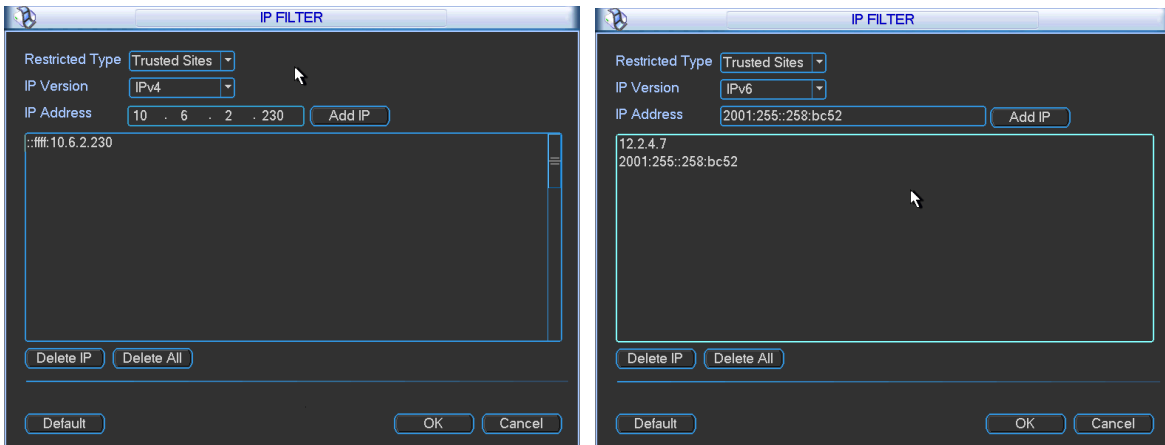 IP FILTER
Restricted Type Trusted Sites
IP Version IPv4
IP Address 10 . 6 . 2 . 230 Add IP
::ffff:10.6.2.230
Delete IP Delete All
Default OK Cancel
IP FILTER
Restricted Type Trusted Sites
IP Version IPv6
IP Address 2001:255::258:bc52 Add IP
12.2.4.7
2001:255::258:bc52
Delete IP Delete All
Default OK Cancel